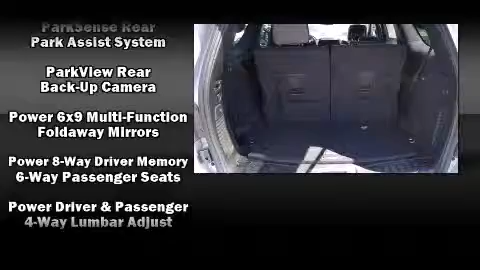 ParkSense Rear
Park Assist System
ParkView Rear
Back-Up Camera
Power 6x9 Multi-Function
Foldaway Mirrors
Power 8-Way Driver Memory
6-Way Passenger Seats
Power Driver & Passenger
4-Way Lumbar Adjust